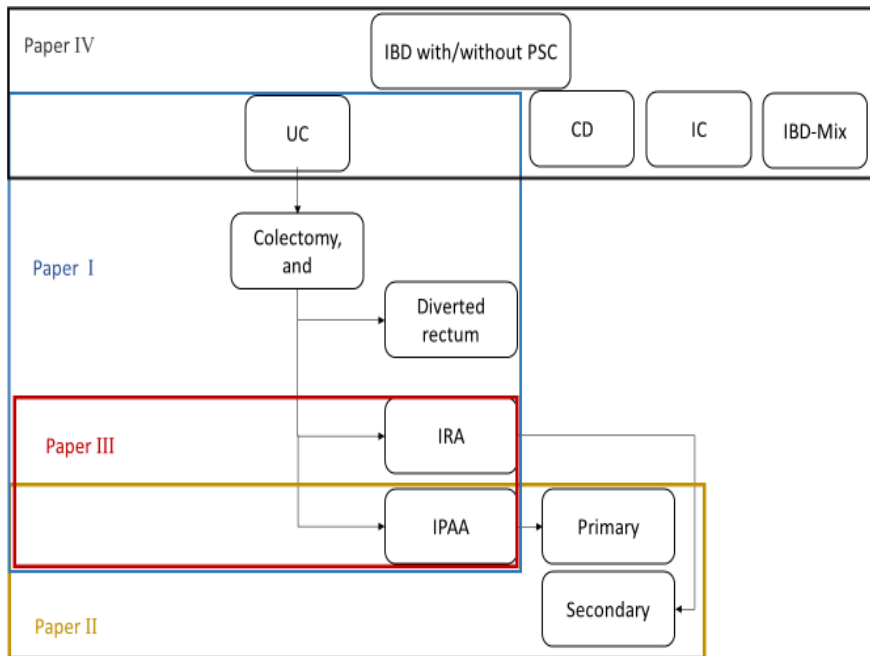 Paper IV
IBD with/without PSC
UC
CD
IC
IBD-Mix
Colectomy,
and
Paper I
Diverted
rectum
Paper III
IRA
IPAA
Primary
Secondary
Paper II